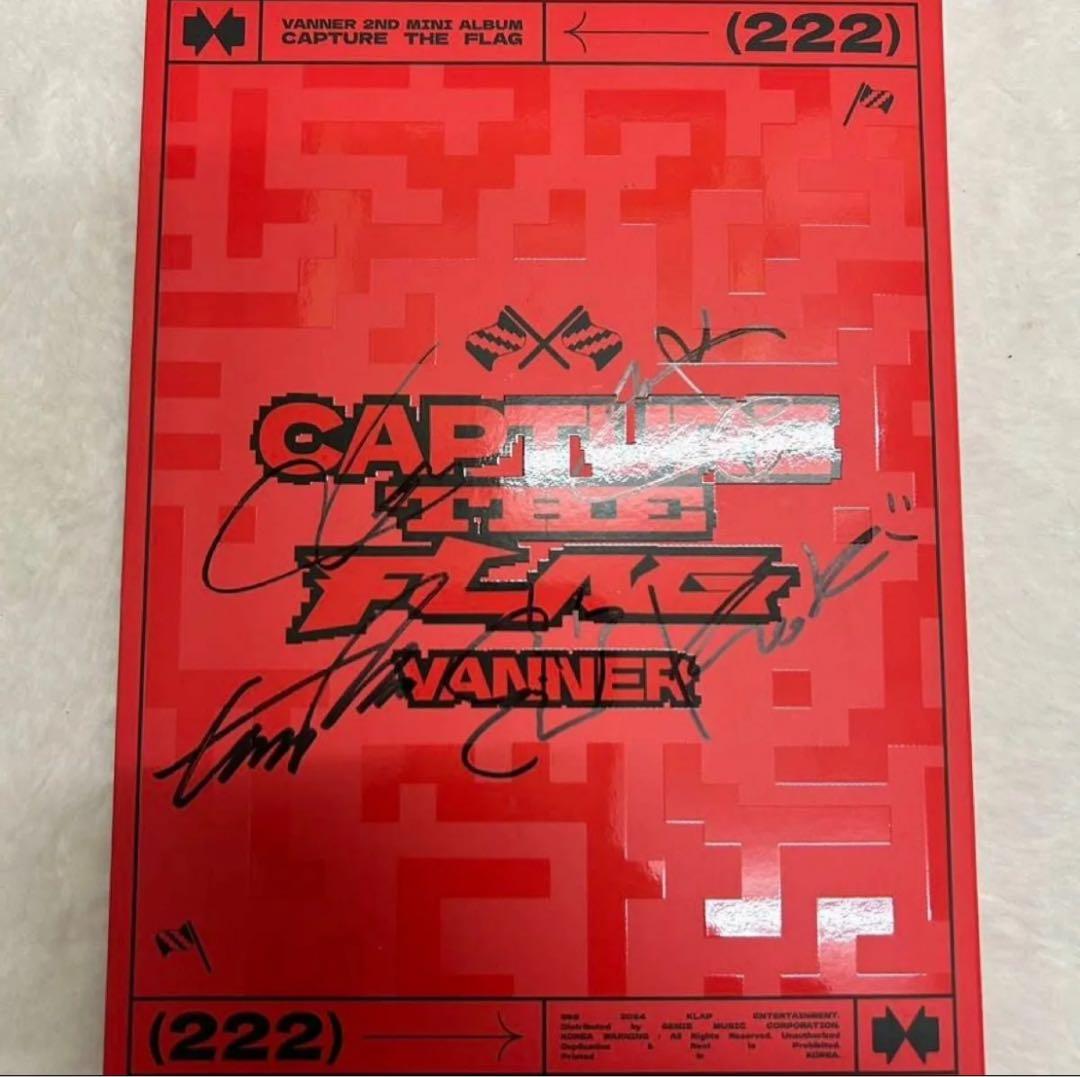 VANNER 2ND MINI ALBUM
CAPTURE THE FLAG
(222)
CAPTURE
THE
FLAG
VANNER
(222)
2024 KLAP ENTERTAINMENT.
Distributed by GENIE MUSIC CORPORATION.
KOREA WARNING : All Rights Reserved. Unauthorized
Duplication & Rent is Prohibited.
Printed in KOREA.